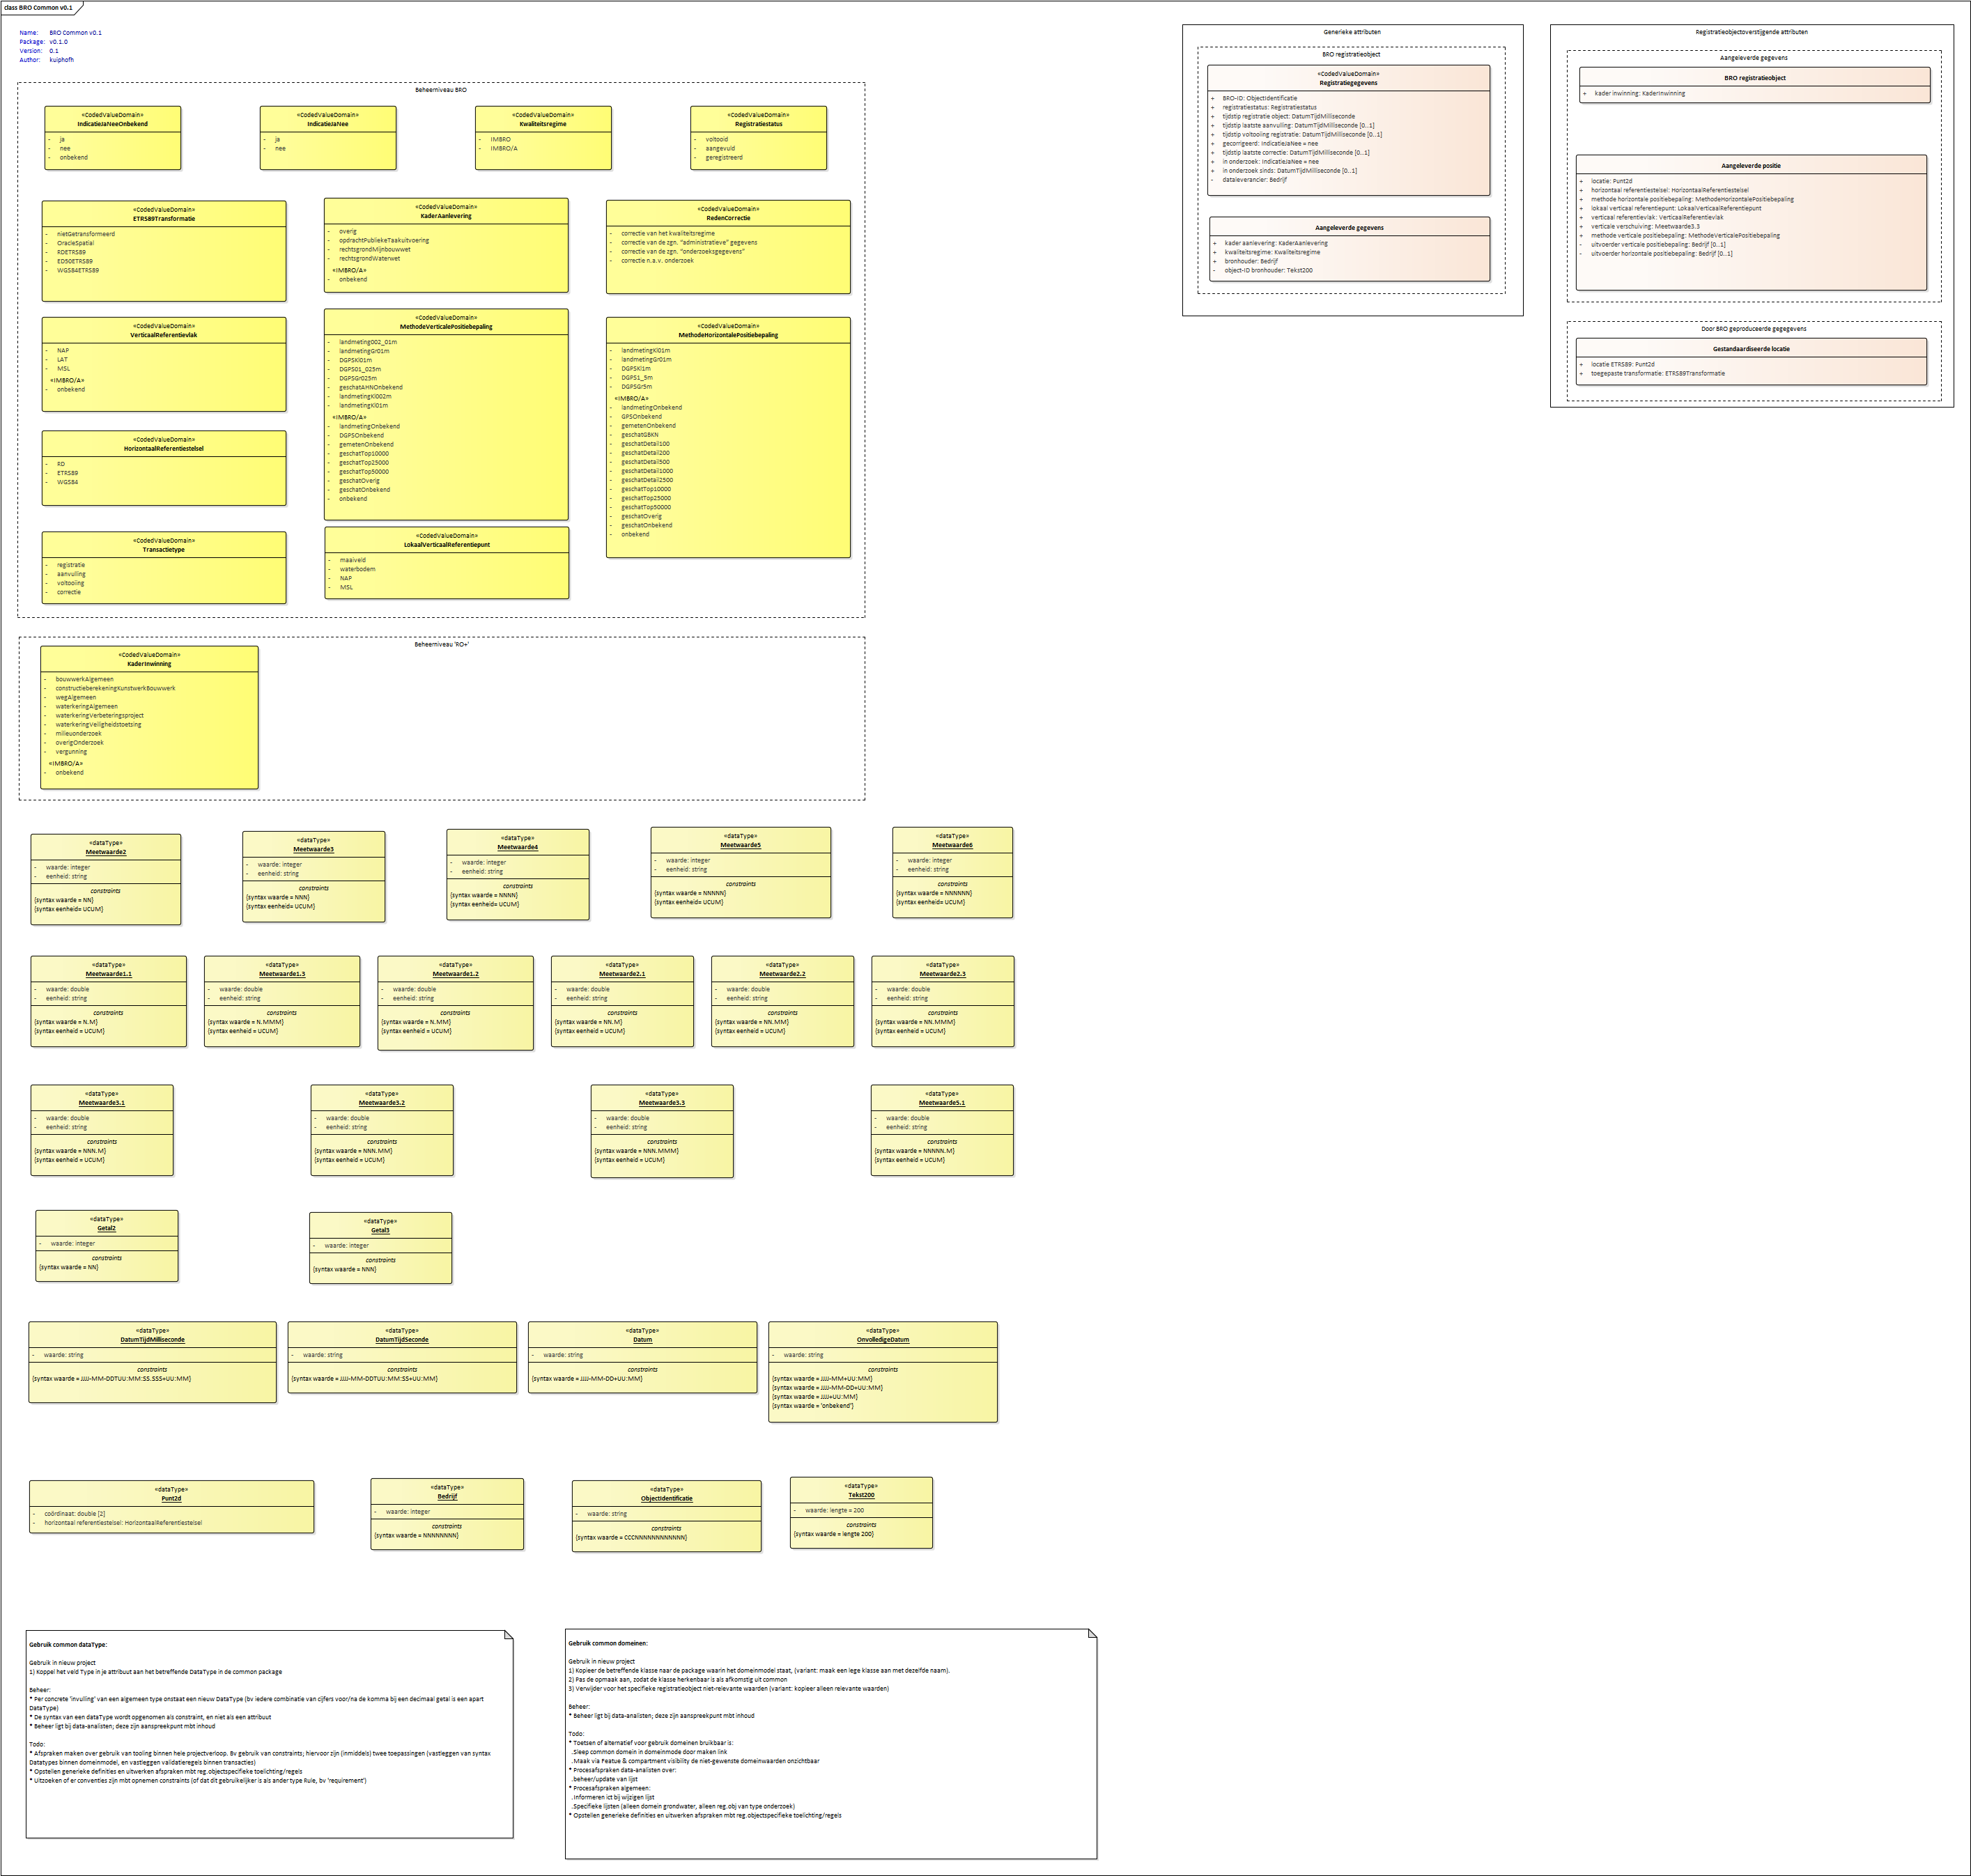 class BRO Common v0.1
Name: BRO Common v0.1
Package: v0.1.0
Version: 0.1
Author: kuiphofh
Beheerniveau BRO
«CodedValueDomain»
IndicatieJaNeeOnbekend
- ja
- nee
- onbekend
«CodedValueDomain»
IndicatieJaNee
- ja
- nee
«CodedValueDomain»
Kwaliteitsregime
- IMBRO
- IMBRO/A
«CodedValueDomain»
Registratiestatus
- voltooid
- aangevuld
- geregistreerd
«CodedValueDomain»
ETRS89Transformatie
- nietGetransformeerd
- OracleSpatial
- RDETRS89
- ED50ETRS89
- WGS84ETRS89
«CodedValueDomain»
KaderAanlevering
- overig
- opdrachtPubliekeTaakuitvoering
- rechtsgrondMijnbouwwet
- rechtsgrondWaterwet
«IMBRO/A»
- onbekend
«CodedValueDomain»
RedenCorrectie
- correctie van het kwaliteitsregime
- correctie van de zgn. "administratieve" gegevens
- correctie van de zgn. "onderzoeksgegevens"
- correctie n.a.v. onderzoek
«CodedValueDomain»
VerticaalReferentievlak
- NAP
- LAT
- MSL
«IMBRO/A»
- onbekend
«CodedValueDomain»
MethodeVerticalePositiebepaling
- landmeting002_01m
- landmetingGr01m
- DGPSKl01m
- DGPS01_025m
- DGPSGr025m
- geschatAHNOnbekend
- landmetingKl002m
- landmetingKl01m
«IMBRO/A»
- landmetingOnbekend
- DGPSOnbekend
- gemetenOnbekend
- geschatTop10000
- geschatTop25000
- geschatTop50000
- geschatOverig
- geschatOnbekend
- onbekend
«CodedValueDomain»
MethodeHorizontalePositiebepaling
- landmetingKl01m
- landmetingGr01m
- DGPSKl1m
- DGPS1_5m
- DGPSGr5m
«IMBRO/A»
- landmetingOnbekend
- GPSOnbekend
- gemetenOnbekend
- geschatGBKN
- geschatDetail100
- geschatDetail200
- geschatDetail500
- geschatDetail1000
- geschatDetail2500
- geschatTop10000
- geschatTop25000
- geschatTop50000
- geschatOverig
- geschatOnbekend
- onbekend
«CodedValueDomain»
HorizontaalReferentiestelsel
- RD
- ETRS89
- WGS84
«CodedValueDomain»
Transactietype
- registratie
- aanvulling
- voltooiing
- correctie
«CodedValueDomain»
LokaalVerticaalReferentiepunt
- maaiveld
- waterbodem
- NAP
- MSL
Beheerniveau 'RO+'
«CodedValueDomain»
KaderInwinning
- bouwwerkAlgemeen
- constructieberekeningKunstwerkBouwwerk
- wegAlgemeen
- waterkeringAlgemeen
- waterkeringVerbeteringsproject
- waterkeringVeiligheidstoetsing
- milieuonderzoek
- overigOnderzoek
- vergunning
«IMBRO/A»
- onbekend
Generieke attributen
BRO registratieobject
«CodedValueDomain»
Registratiegegevens
+ BRO-ID: ObjectIdentificatie
+ registratiestatus: Registratiestatus
+ tijdstip registratie object: DatumTijdMilliseconde
+ tijdstip laatste aanvulling: DatumTijdMilliseconde [0..1]
+ tijdstip voltooiing registratie: DatumTijdMilliseconde [0..1]
+ gecorrigeerd: IndicatieJaNee = nee
+ tijdstip laatste correctie: DatumTijdMilliseconde [0..1]
+ in onderzoek: IndicatieJaNee = nee
+ in onderzoek sinds: DatumTijdMilliseconde [0..1]
- dataleverancier: Bedrijf
Aangeleverde gegevens
+ kader aanlevering: KaderAanlevering
+ kwaliteitsregime: Kwaliteitsregime
+ bronhouder: Bedrijf
- object-ID bronhouder: Tekst200
Registratieobjectoverstijgende attributen
Aangeleverde gegevens
BRO registratieobject
+ kader inwinning: KaderInwinning
Aangeleverde positie
+ locatie: Punt2d
+ horizontaal referentiestelsel: HorizontaalReferentiestelsel
+ methode horizontale positiebepaling: MethodeHorizontalePositiebepaling
+ lokaal verticaal referentiepunt: LokaalVerticaalReferentiepunt
+ verticaal referentievlak: VerticaalReferentievlak
+ verticale verschuiving: Meetwaarde3.3
+ methode verticale positiebepaling: MethodeVerticalePositiebepaling
- uitvoerder verticale positiebepaling: Bedrijf [0..1]
- uitvoerder horizontale positiebepaling: Bedrijf [0..1]
Door BRO geproduceerde gegegevens
Gestandaardiseerde locatie
+ locatie ETRS89: Punt2d
+ toegepaste transformatie: ETRS89Transformatie
«dataType»
Meetwaarde2
- waarde: integer
- eenheid: string
constraints
{syntax waarde = NN}
{syntax eenheid= UCUM}
«dataType»
Meetwaarde3
- waarde: integer
- eenheid: string
constraints
{syntax waarde = NNN}
{syntax eenheid= UCUM}
«dataType»
Meetwaarde4
- waarde: integer
- eenheid: string
constraints
{syntax waarde = NNNN}
{syntax eenheid= UCUM}
«dataType»
Meetwaarde5
- waarde: integer
- eenheid: string
constraints
{syntax waarde = NNNNN}
{syntax eenheid= UCUM}
«dataType»
Meetwaarde6
- waarde: integer
- eenheid: string
constraints
{syntax waarde = NNNNNN}
{syntax eenheid= UCUM}
«dataType»
Meetwaarde1.1
- waarde: double
- eenheid: string
constraints
{syntax waarde = N.M}
{syntax eenheid = UCUM}
«dataType»
Meetwaarde1.3
- waarde: double
- eenheid: string
constraints
{syntax waarde = N.MMM}
{syntax eenheid = UCUM}
«dataType»
Meetwaarde1.2
- waarde: double
- eenheid: string
constraints
{syntax waarde = N.MM}
{syntax eenheid = UCUM}
«dataType»
Meetwaarde2.1
- waarde: double
- eenheid: string
constraints
{syntax waarde = NN.M}
{syntax eenheid = UCUM}
«dataType»
Meetwaarde2.2
- waarde: double
- eenheid: string
constraints
{syntax waarde = NN.MM}
{syntax eenheid = UCUM}
«dataType»
Meetwaarde2.3
- waarde: double
- eenheid: string
constraints
{syntax waarde = NN.MMM}
{syntax eenheid = UCUM}
«dataType»
Meetwaarde3.1
- waarde: double
- eenheid: string
constraints
{syntax waarde = NNN.M}
{syntax eenheid = UCUM}
«dataType»
Meetwaarde3.2
- waarde: double
- eenheid: string
constraints
{syntax waarde = NNN.MM}
{syntax eenheid = UCUM}
«dataType»
Meetwaarde3.3
- waarde: double
- eenheid: string
constraints
{syntax waarde = NNN.MMM}
{syntax eenheid = UCUM}
«dataType»
Meetwaarde5.1
- waarde: double
- eenheid: string
constraints
{syntax waarde = NNNNN.M}
{syntax eenheid = UCUM}
«dataType»
Getal2
- waarde: integer
constraints
{syntax waarde = NN}
«dataType»
Getal3
- waarde: integer
constraints
{syntax waarde = NNN}
«dataType»
DatumTijdMilliseconde
- waarde: string
constraints
{syntax waarde = JJJJ-MM-DDTUU:MM:SS.SSS+UU:MM}
«dataType»
DatumTijdSeconde
- waarde: string
constraints
{syntax waarde = JJJJ-MM-DDTUU:MM:SS+UU:MM}
«dataType»
Datum
- waarde: string
constraints
{syntax waarde = JJJJ-MM-DD+UU:MM}
«dataType»
OnvolledigeDatum
- waarde: string
constraints
{syntax waarde = JJJJ-MM+UU:MM}
{syntax waarde = JJJJ-MM-DD+UU:MM}
{syntax waarde = JJJJ+UU:MM}
{syntax waarde = 'onbekend'}
«dataType»
Punt2d
- coördinaat: double [2]
- horizontaal referentiestelsel: HorizontaalReferentiestelsel
«dataType»
Bedrijf
- waarde: integer
constraints
{syntax waarde = NNNNNNNN}
«dataType»
ObjectIdentificatie
- waarde: string
constraints
{syntax waarde = CCCNNNNNNNNNNNN}
«dataType»
Tekst200
- waarde: lengte = 200
constraints
{syntax waarde = lengte 200}
Gebruik common dataType:
Gebruik in nieuw project
1) Koppel het veld Type in je attribuut aan het betreffende DataType in de common package
Beheer:
* Per concrete 'invulling' van een algemeen type onstaat een nieuw DataType (bv iedere combinatie van cijfers voor/na de komma bij een decimaal getal is een apart
DataType)
* De syntax van een dataType wordt opgenomen als constraint, en niet als een attribuut
* Beheer ligt bij data-analisten; deze zijn aanspreekpunt mbt inhoud
Todo:
* Afspraken maken over gebruik van tooling binnen hele projectverloop. Bv gebruik van constraints; hiervoor zijn (inmiddels) twee toepassingen (vastleggen van syntax
Datatypes binnen domeinmodel, en vastleggen validatieregels binnen transacties)
* Opstellen generieke definities en uitwerken afspraken mbt reg.objectspecifieke toelichting/regels
* Uitzoeken of er conventies zijn mbt opnemen constraints (of dat dit gebruikelijker is als ander type Rule, bv 'requirement')
Gebruik common domeinen:
Gebruik in nieuw project
1) Kopieer de betreffende klasse naar de package waarin het domeinmodel staat, (variant: maak een lege klasse aan met dezelfde naam).
2) Pas de opmaak aan, zodat de klasse herkenbaar is als afkomstig uit common
3) Verwijder voor het specifieke registratieobject niet-relevante waarden (variant: kopieer alleen relevante waarden)
Beheer:
* Beheer ligt bij data-analisten; deze zijn aanspreekpunt mbt inhoud
Todo:
* Toetsen of alternatief voor gebruik domeinen bruikbaar is:
.Sleep common domein in domeinmode door maken link
.Maak via Featue & compartment visibility de niet-gewenste domeinwaarden onzichtbaar
* Procesafspraken data-analisten over:
.beheer/update van lijst
* Procesafspraken algemeen:
.Informeren ict bij wijzigen lijst
.Specifieke lijsten (alleen domein grondwater, alleen reg.obj van type onderzoek)
* Opstellen generieke definities en uitwerken afspraken mbt reg.objectspecifieke toelichting/regels